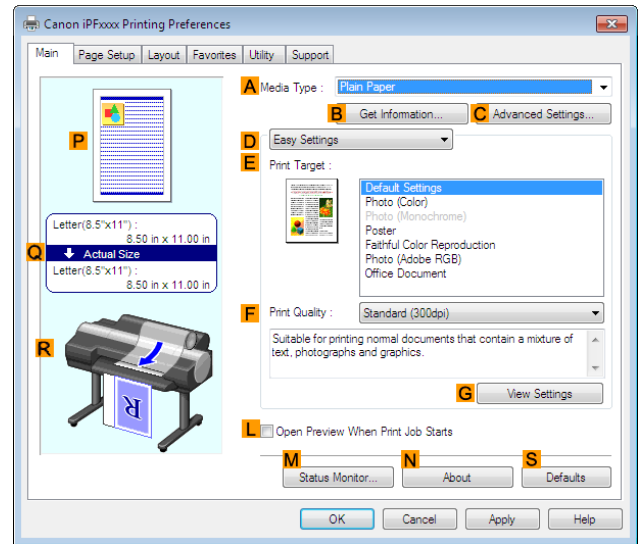 Canon iPFxxxx Printing Preferences
Main Page Setup Layout Favorites Utility Support
A Media Type : Plain Paper
B Get Information... C Advanced Settings...
D Easy Settings
E Print Target :
Default Settings
Photo (Color)
Photo (Monochrome)
Poster
Faithful Color Reproduction
Photo (Adobe RGB)
Office Document
P
Letter(8.5"x11") :
8.50 in x 11.00 in
Q Actual Size
Letter(8.5"x11") :
8.50 in x 11.00 in
R
R
F Print Quality : Standard (300dpi)
Suitable for printing normal documents that contain a mixture of
text, photographs and graphics.
G View Settings
L Open Preview When Print Job Starts
M Status Monitor... N About S Defaults
OK Cancel Apply Help